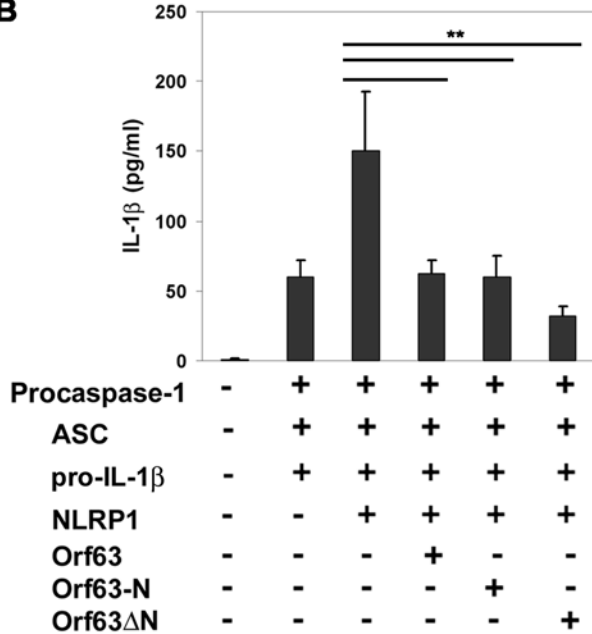 B
250
**
200
150
100
50
0
IL-1β (pg/ml)
Procaspase-1 - + + + + +
ASC - + + + + +
pro-IL-1β - + + + + +
NLRP1 - - + + + +
Orf63 - - - + - -
Orf63-N - - - - + -
Orf63ΔN - - - - - +